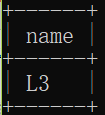 +------+
| name |
+------+
| L3   |
+------+